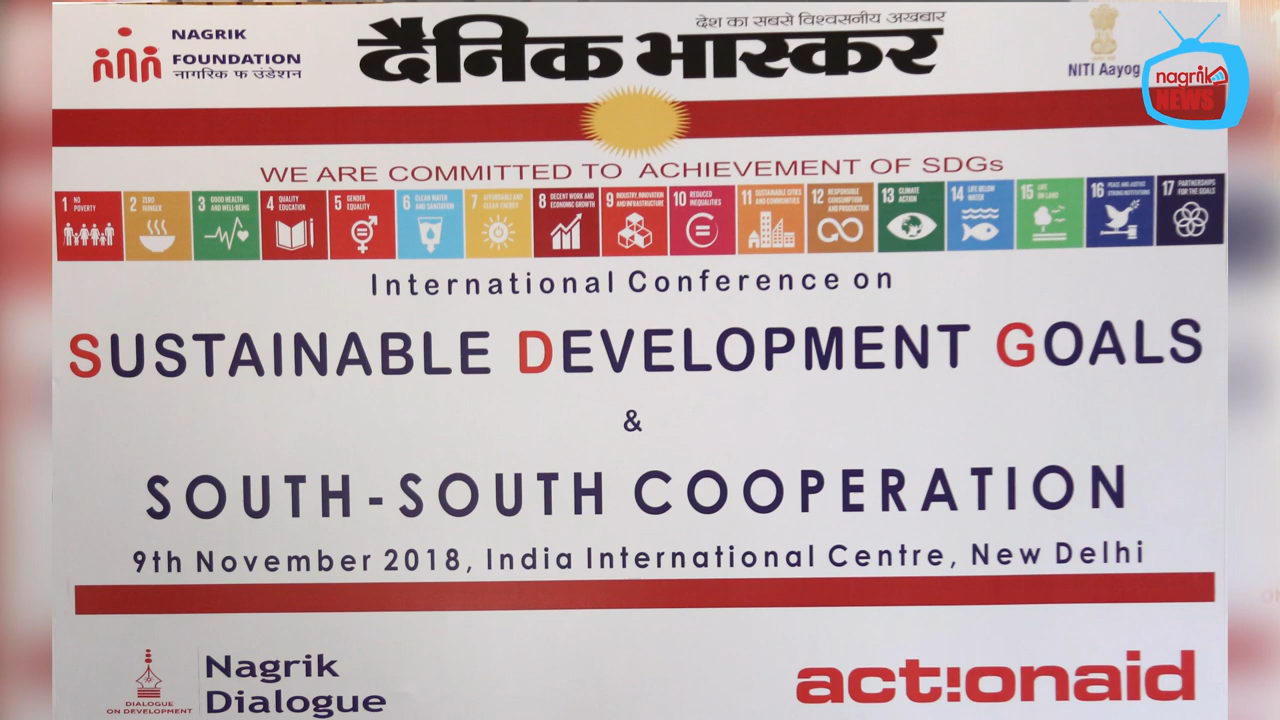 NAGRIK
FOUNDATION
नागरिक फ उंडेशन
देश का सबसे विश्वसनीय अखबार
दैनिक भास्कर
NITI Aayog
nagrik
NEWS
WE ARE COMMITTED TO ACHIEVEMENT OF SDGs
1 NO POVERTY
2 ZERO HUNGER
3 GOOD HEALTH AND WELL-BEING
4 QUALITY EDUCATION
5 GENDER EQUALITY
6 CLEAN WATER AND SANITATION
7 AFFORDABLE AND CLEAN ENERGY
8 DECENT WORK AND ECONOMIC GROWTH
9 INDUSTRY, INNOVATION AND INFRASTRUCTURE
10 REDUCED INEQUALITIES
11 SUSTAINABLE CITIES AND COMMUNITIES
12 RESPONSIBLE CONSUMPTION AND PRODUCTION
13 CLIMATE ACTION
14 LIFE BELOW WATER
15 LIFE ON LAND
16 PEACE AND JUSTICE STRONG INSTITUTIONS
17 PARTNERSHIPS FOR THE GOALS
International Conference on
SUSTAINABLE DEVELOPMENT GOALS
&
SOUTH-SOUTH COOPERATION
9th November 2018, India International Centre, New Delhi
DIALOGUE
ON DEVELOPMENT
Nagrik
Dialogue
act!onaid